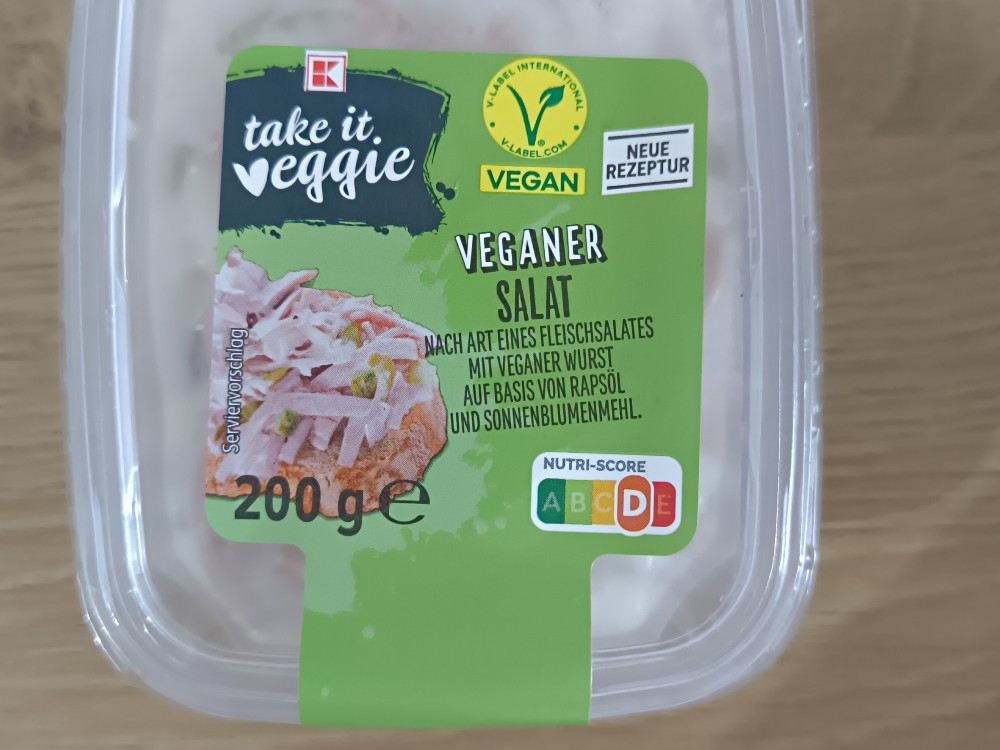 K
take it
veggie
V-LABEL INTERNATIONAL
V-LABEL.COM
®
VEGAN
NEUE
REZEPTUR
VEGANER
SALAT
NACH ART EINES FLEISCHSALATES
MIT VEGANER WURST
AUF BASIS VON RAPSÖL
UND SONNENBLUMENMEHL.
Serviervorschlag
200 g ℮
NUTRI-SCORE
A B C D E